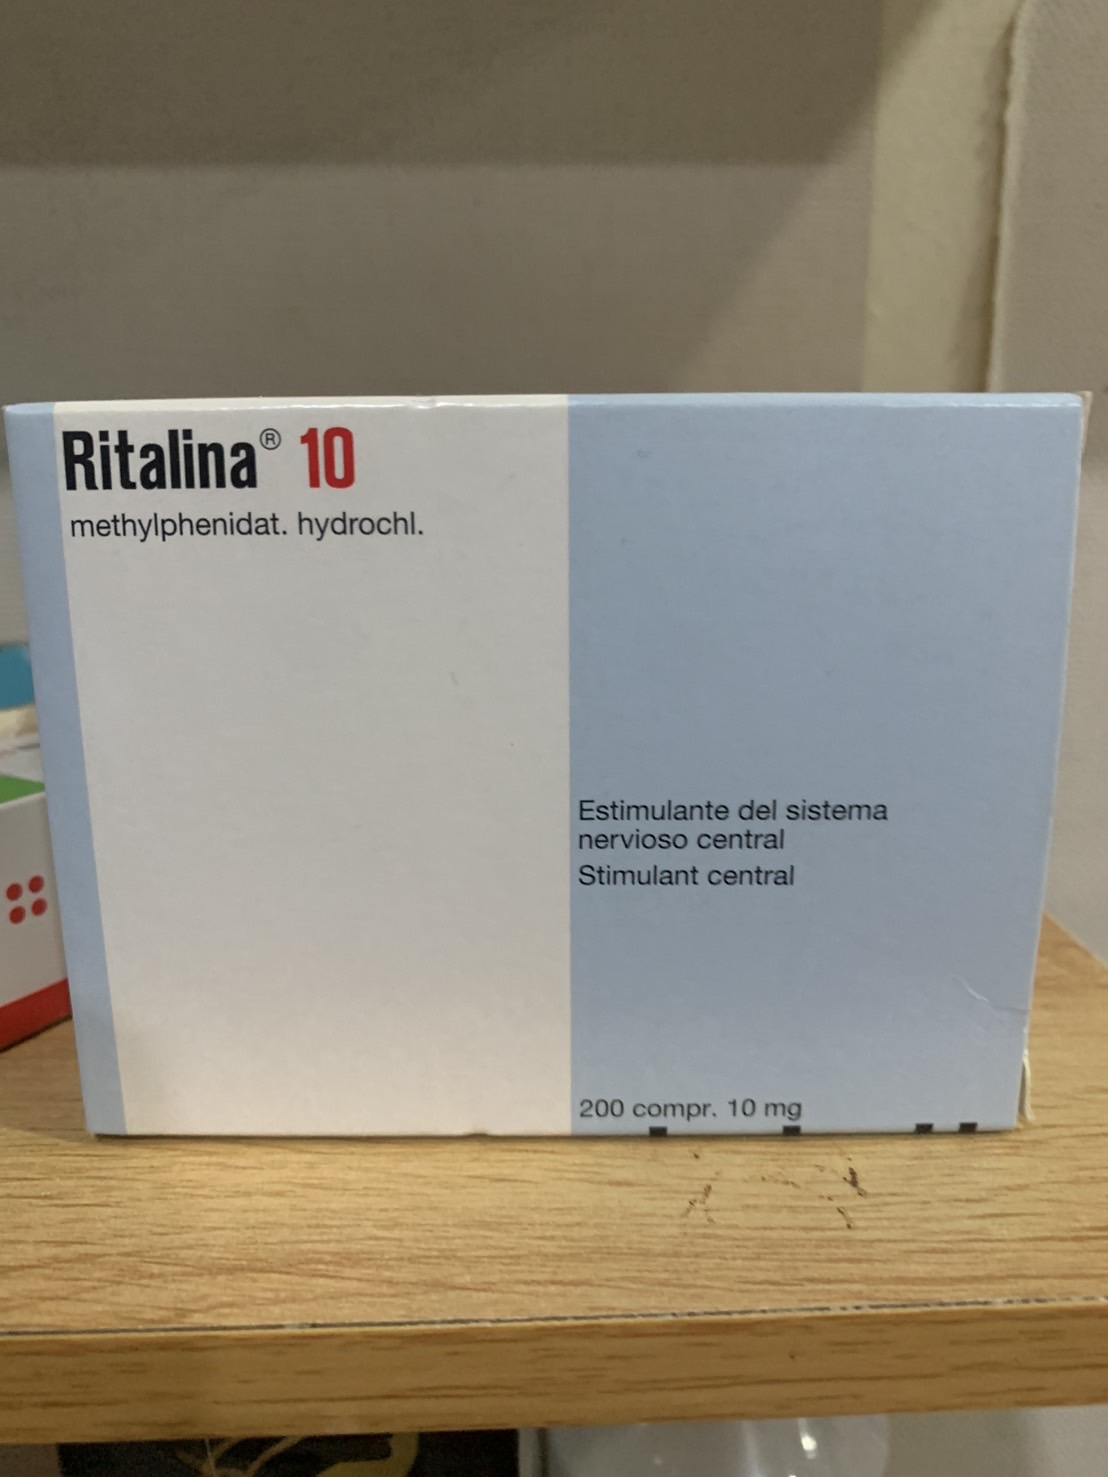 Ritalina® 10
methylphenidat. hydrochl.
Estimulante del sistema
nervioso central
Stimulant central
200 compr. 10 mg